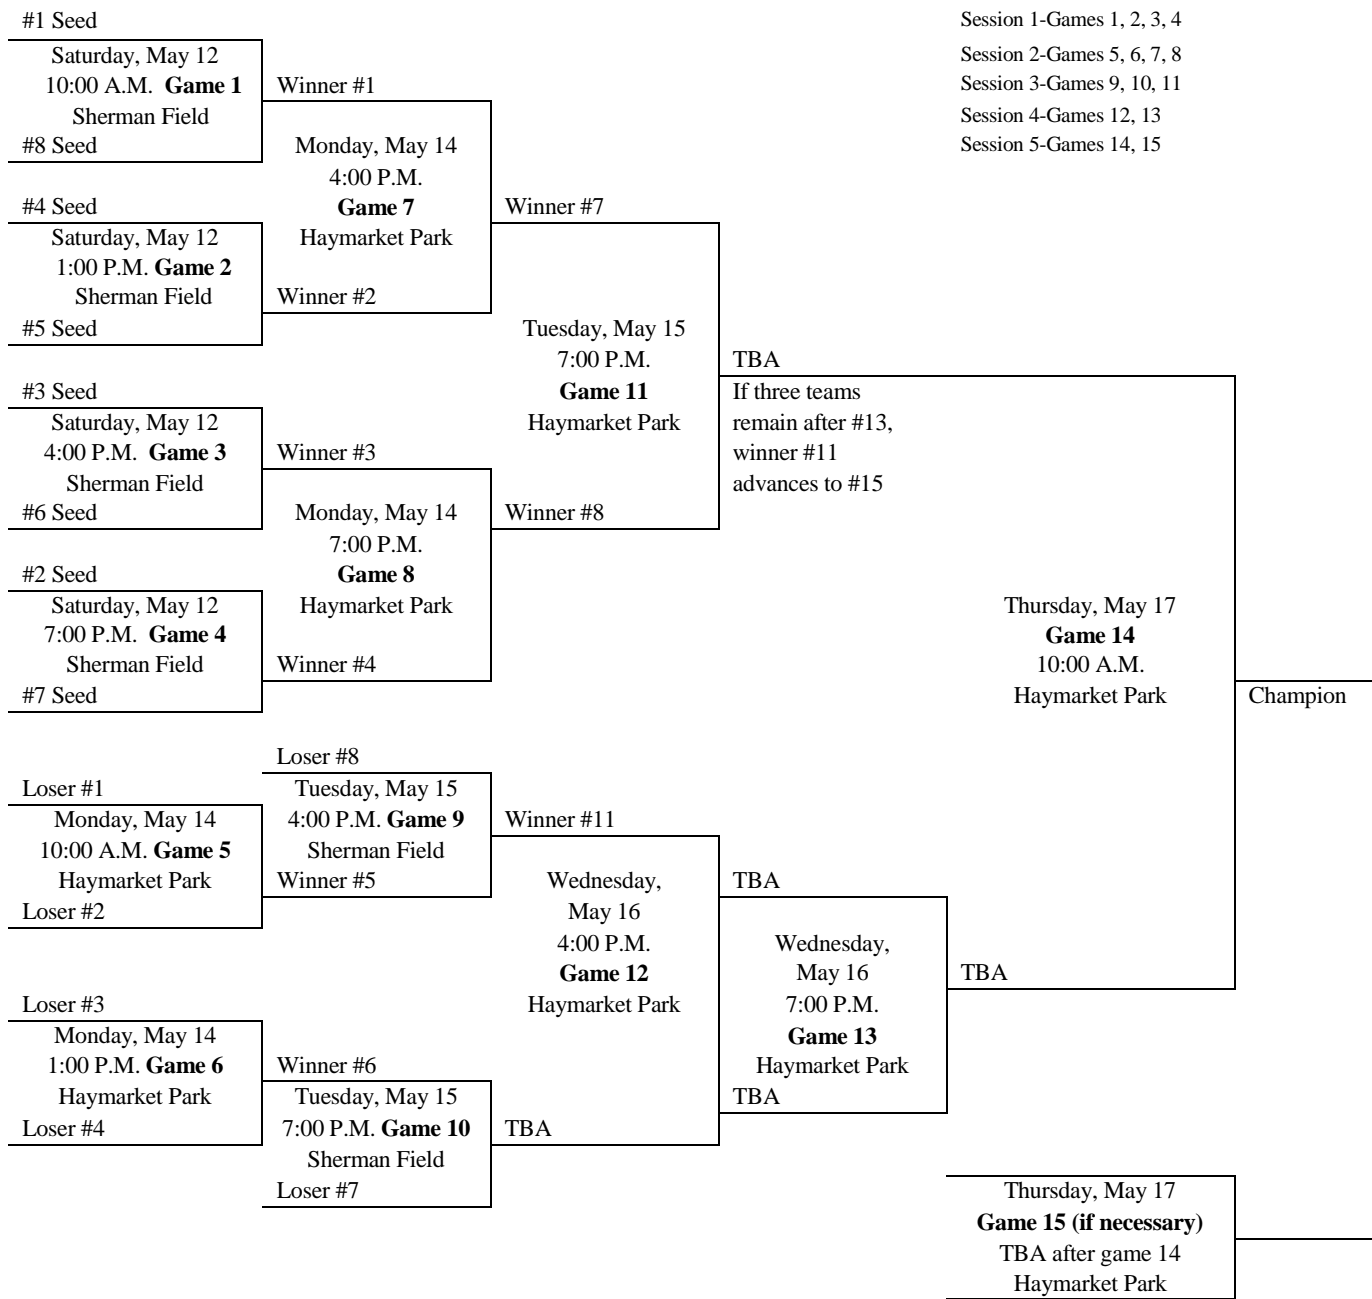 #1 Seed
Saturday, May 12
10:00 A.M. Game 1
Sherman Field
#8 Seed
#4 Seed
Saturday, May 12
1:00 P.M. Game 2
Sherman Field
#5 Seed
#3 Seed
Saturday, May 12
4:00 P.M. Game 3
Sherman Field
#6 Seed
#2 Seed
Saturday, May 12
7:00 P.M. Game 4
Sherman Field
#7 Seed
Winner #1
Monday, May 14
4:00 P.M.
Game 7
Haymarket Park
Winner #2
Winner #3
Monday, May 14
7:00 P.M.
Game 8
Haymarket Park
Winner #4
Winner #7
Tuesday, May 15
7:00 P.M.
Game 11
Haymarket Park
Winner #8
TBA
If three teams
remain after #13,
winner #11
advances to #15
Session 1-Games 1, 2, 3, 4
Session 2-Games 5, 6, 7, 8
Session 3-Games 9, 10, 11
Session 4-Games 12, 13
Session 5-Games 14, 15
Thursday, May 17
Game 14
10:00 A.M.
Haymarket Park
Champion
Loser #1
Monday, May 14
10:00 A.M. Game 5
Haymarket Park
Loser #2
Loser #3
Monday, May 14
1:00 P.M. Game 6
Haymarket Park
Loser #4
Loser #8
Tuesday, May 15
4:00 P.M. Game 9
Sherman Field
Winner #5
Winner #6
Tuesday, May 15
7:00 P.M. Game 10
Sherman Field
Loser #7
Winner #11
Wednesday,
May 16
4:00 P.M.
Game 12
Haymarket Park
TBA
TBA
Wednesday,
May 16
7:00 P.M.
Game 13
Haymarket Park
TBA
TBA
Thursday, May 17
Game 15 (if necessary)
TBA after game 14
Haymarket Park